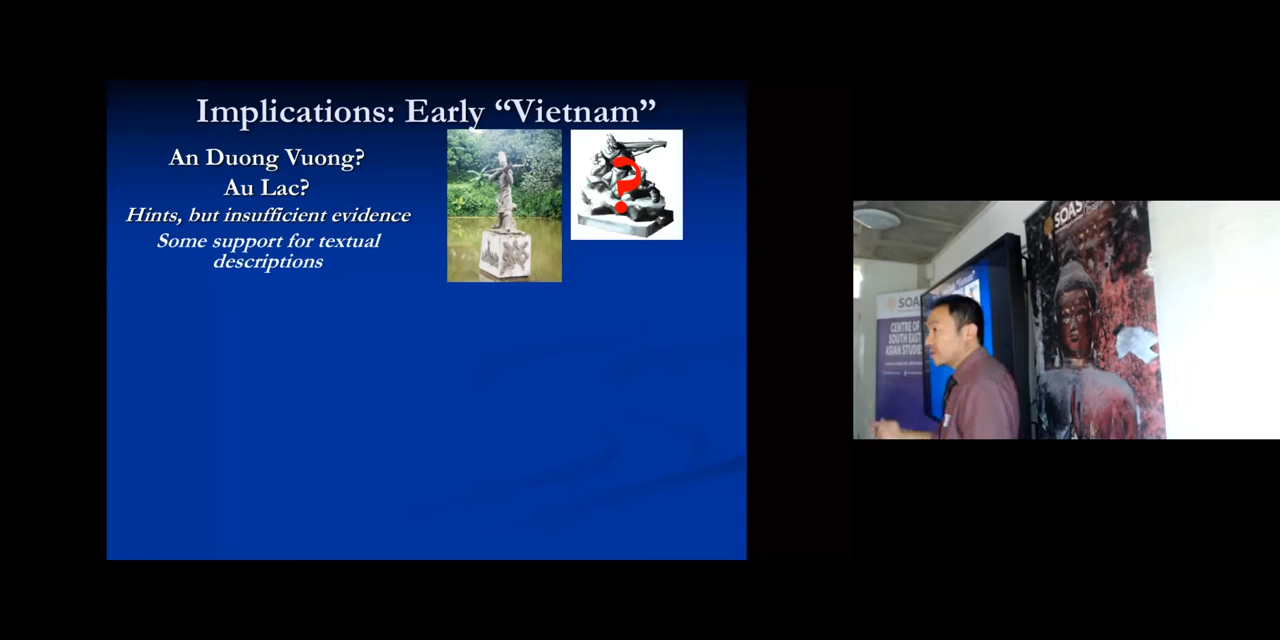 Implications: Early “Vietnam”
An Duong Vuong?
Au Lac?
Hints, but insufficient evidence
Some support for textual
descriptions
?
SOAS
CENTRE OF
SOUTH EAST
ASIAN STUDIES
SOAS